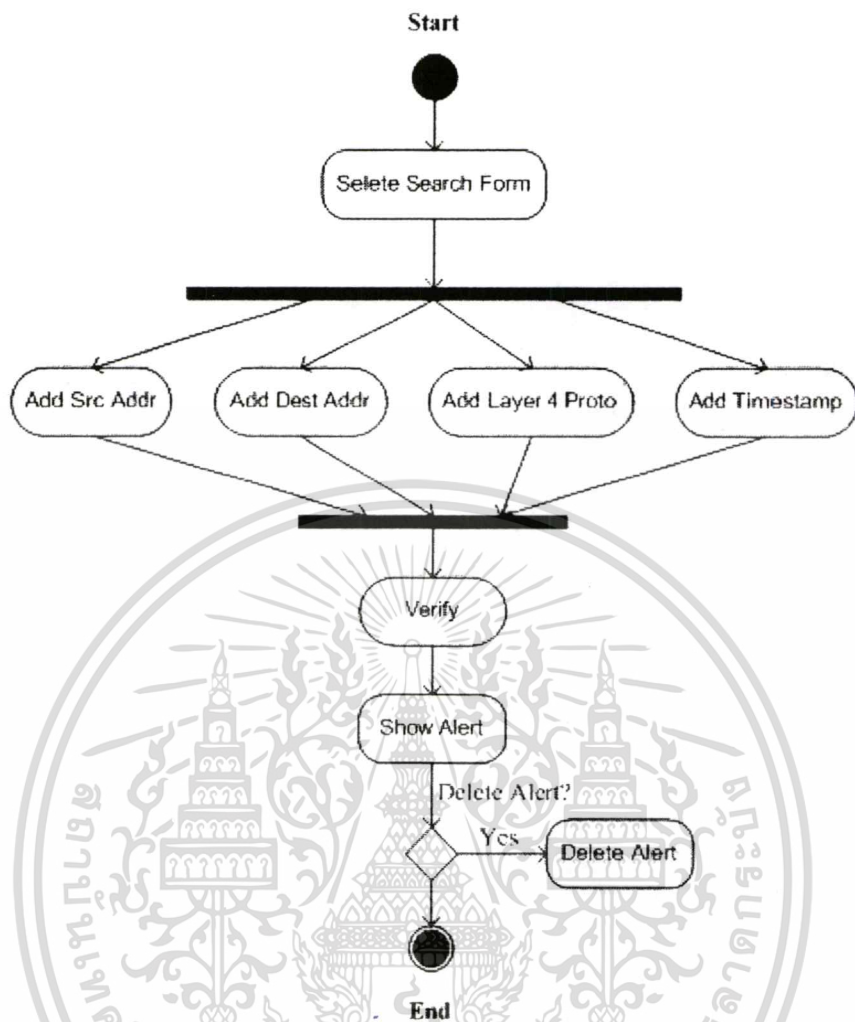 Start
Selete Search Form
Add Src Addr
Add Dest Addr
Add Layer 4 Proto
Add Timestamp
Verify
Show Alert
Delete Alert?
Yes
Delete Alert
End